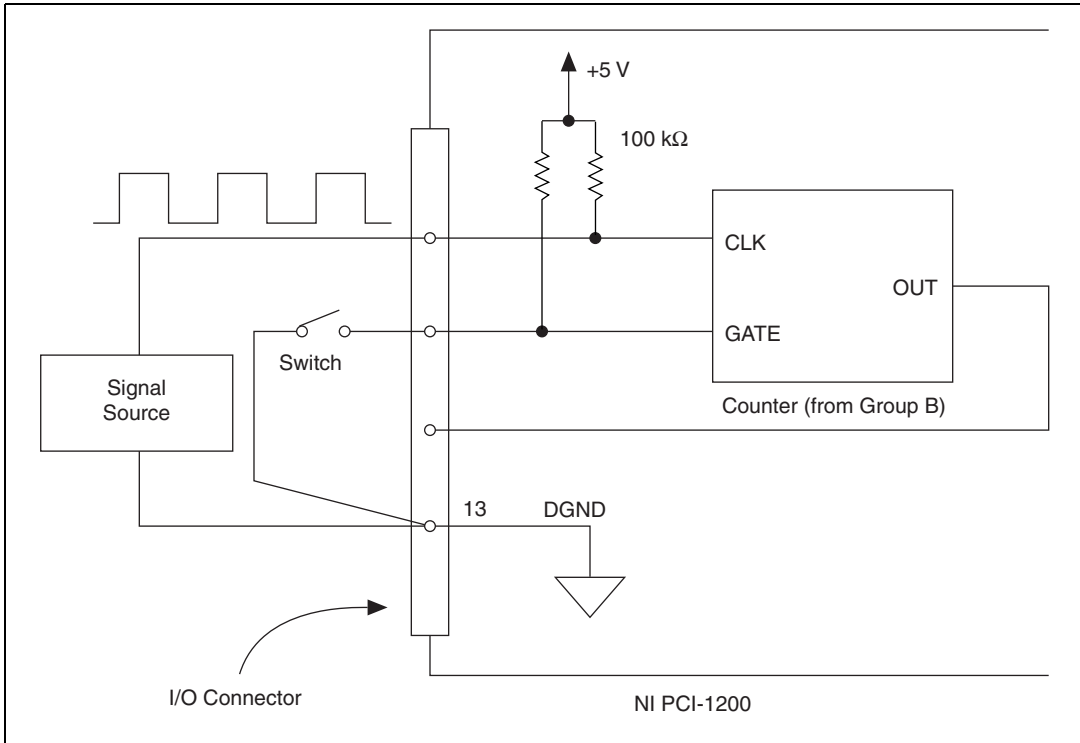 +5 V
100 kΩ
CLK
OUT
GATE
Switch
Signal
Source
Counter (from Group B)
13
DGND
I/O Connector
NI PCI-1200